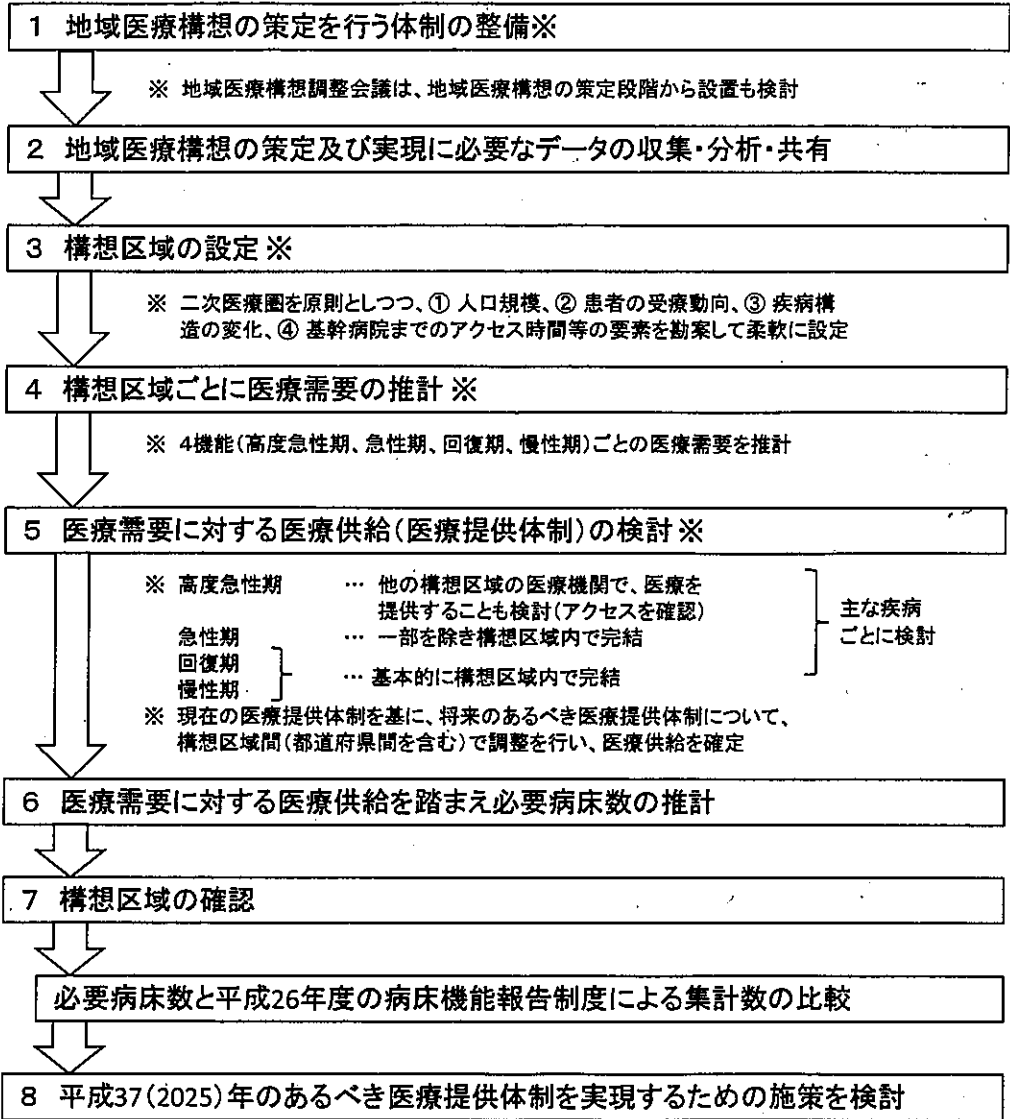 1 地域医療構想の策定を行う体制の整備※
※ 地域医療構想調整会議は、地域医療構想の策定段階から設置も検討
2 地域医療構想の策定及び実現に必要なデータの収集・分析・共有
3 構想区域の設定※
※ 二次医療圏を原則としつつ、① 人口規模、② 患者の受療動向、③ 疾病構
造の変化、④ 基幹病院までのアクセス時間等の要素を勘案して柔軟に設定
4 構想区域ごとに医療需要の推計※
※ 4機能(高度急性期、急性期、回復期、慢性期)ごとの医療需要を推計
5 医療需要に対する医療供給(医療提供体制)の検討※
※ 高度急性期 … 他の構想区域の医療機関で、医療を
提供することも検討(アクセスを確認)
急性期 … 一部を除き構想区域内で完結
回復期
慢性期 … 基本的に構想区域内で完結
主な疾病
ごとに検討
※ 現在の医療提供体制を基に、将来のあるべき医療提供体制について、
構想区域間(都道府県間を含む)で調整を行い、医療供給を確定
6 医療需要に対する医療供給を踏まえ必要病床数の推計
7 構想区域の確認
必要病床数と平成26年度の病床機能報告制度による集計数の比較
8 平成37(2025)年のあるべき医療提供体制を実現するための施策を検討